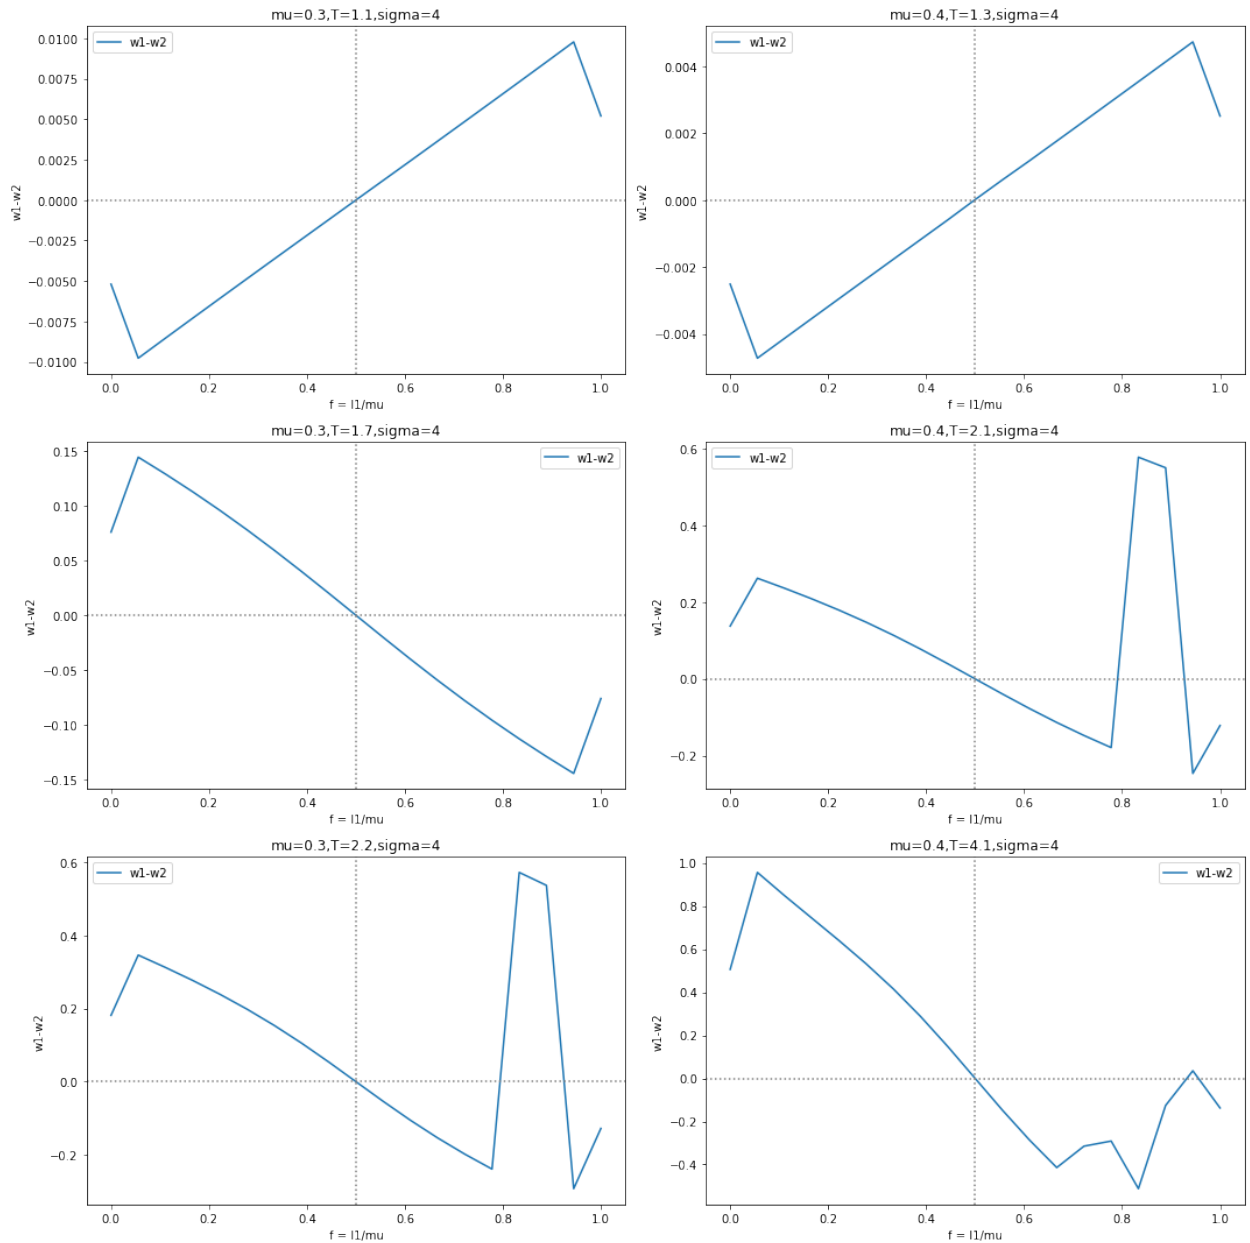 mu=0.3,T=1.1,sigma=4
w1-w2
0.0100
0.0075
0.0050
0.0025
0.0000
−0.0025
−0.0050
−0.0075
−0.0100
w1-w2
0.0 0.2 0.4 0.6 0.8 1.0
f = l1/mu
mu=0.4,T=1.3,sigma=4
w1-w2
0.004
0.002
0.000
−0.002
−0.004
w1-w2
0.0 0.2 0.4 0.6 0.8 1.0
f = l1/mu
mu=0.3,T=1.7,sigma=4
w1-w2
0.15
0.10
0.05
0.00
−0.05
−0.10
−0.15
w1-w2
0.0 0.2 0.4 0.6 0.8 1.0
f = l1/mu
mu=0.4,T=2.1,sigma=4
w1-w2
0.6
0.4
0.2
0.0
−0.2
w1-w2
0.0 0.2 0.4 0.6 0.8 1.0
f = l1/mu
mu=0.3,T=2.2,sigma=4
w1-w2
0.6
0.4
0.2
0.0
−0.2
w1-w2
0.0 0.2 0.4 0.6 0.8 1.0
f = l1/mu
mu=0.4,T=4.1,sigma=4
w1-w2
1.0
0.8
0.6
0.4
0.2
0.0
−0.2
−0.4
w1-w2
0.0 0.2 0.4 0.6 0.8 1.0
f = l1/mu